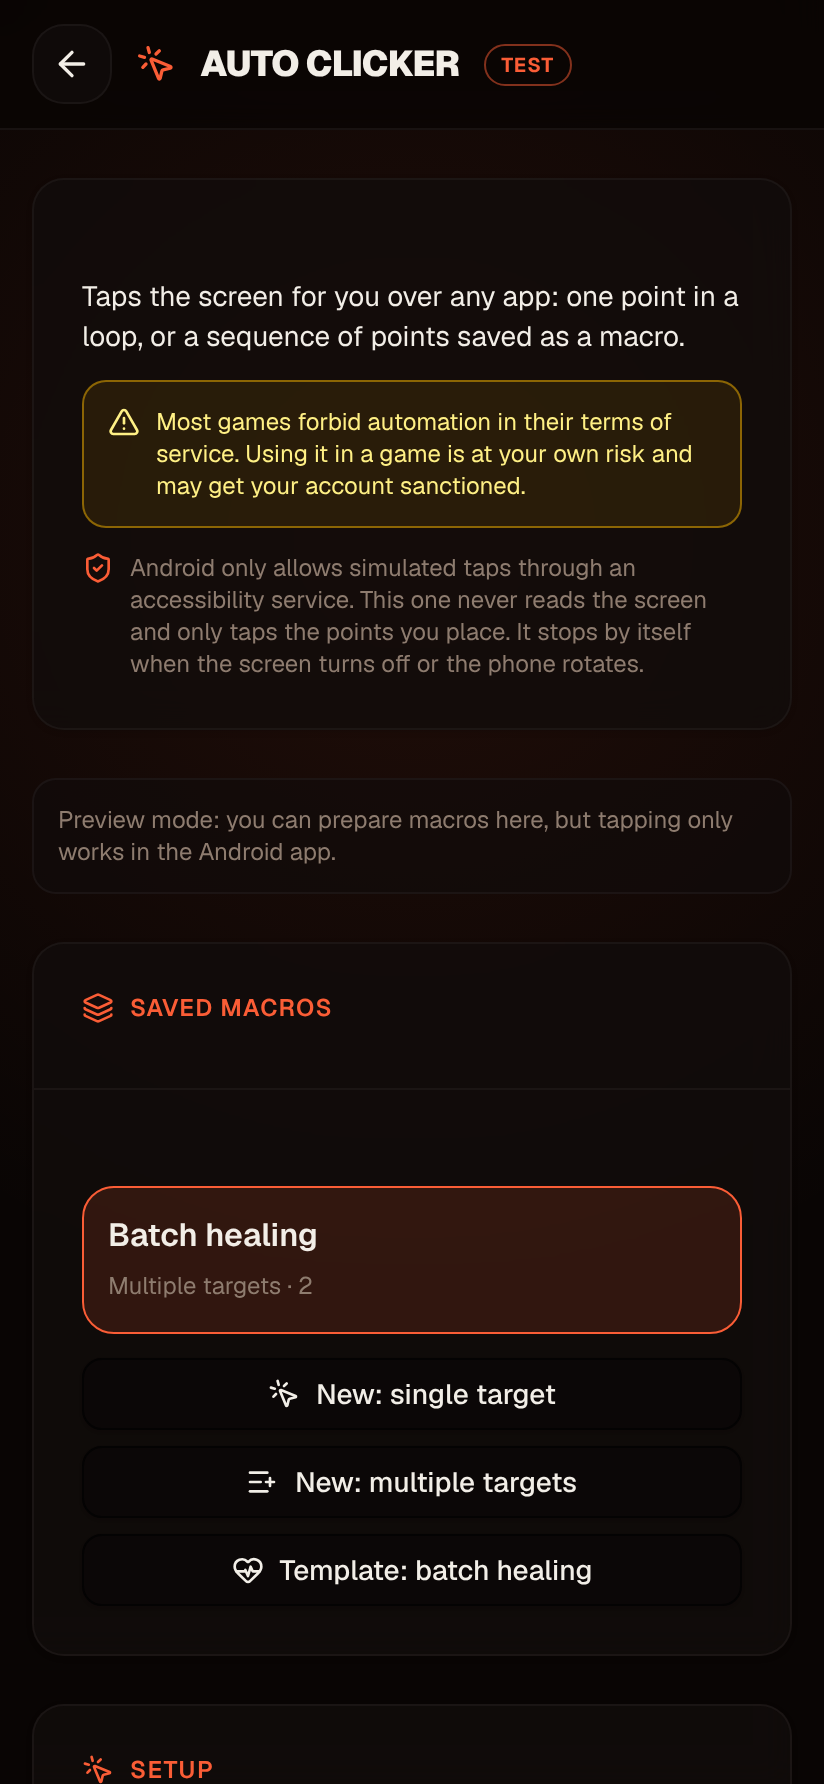 AUTO CLICKER
TEST
Taps the screen for you over any app: one point in a
loop, or a sequence of points saved as a macro.
Most games forbid automation in their terms of
service. Using it in a game is at your own risk and
may get your account sanctioned.
Android only allows simulated taps through an
accessibility service. This one never reads the screen
and only taps the points you place. It stops by itself
when the screen turns off or the phone rotates.
Preview mode: you can prepare macros here, but tapping only
works in the Android app.
SAVED MACROS
Batch healing
Multiple targets · 2
New: single target
New: multiple targets
Template: batch healing
SETUP